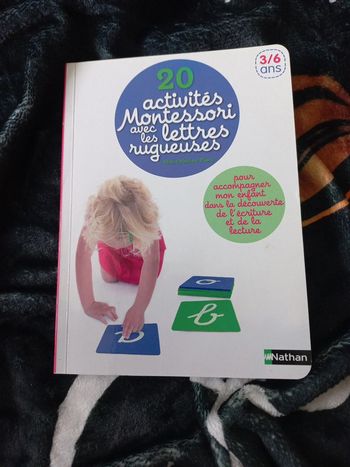 3/6
ans
20
activités
Montessori
avec les lettres
rugueuses
pour
accompagner
mon enfant
dans la découverte
de l'écriture
et de la
lecture
a
b
Nathan